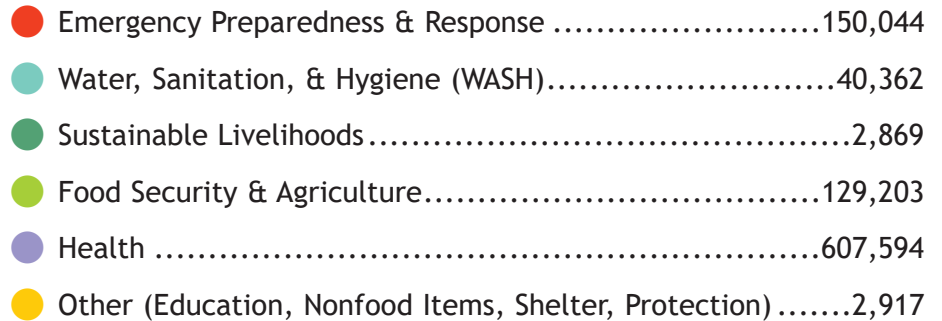 Emergency Preparedness & Response ........................150,044
Water, Sanitation, & Hygiene (WASH)..........................40,362
Sustainable Livelihoods...........................................2,869
Food Security & Agriculture...................................129,203
Health ...........................................................607,594
Other (Education, Nonfood Items, Shelter, Protection) .......2,917